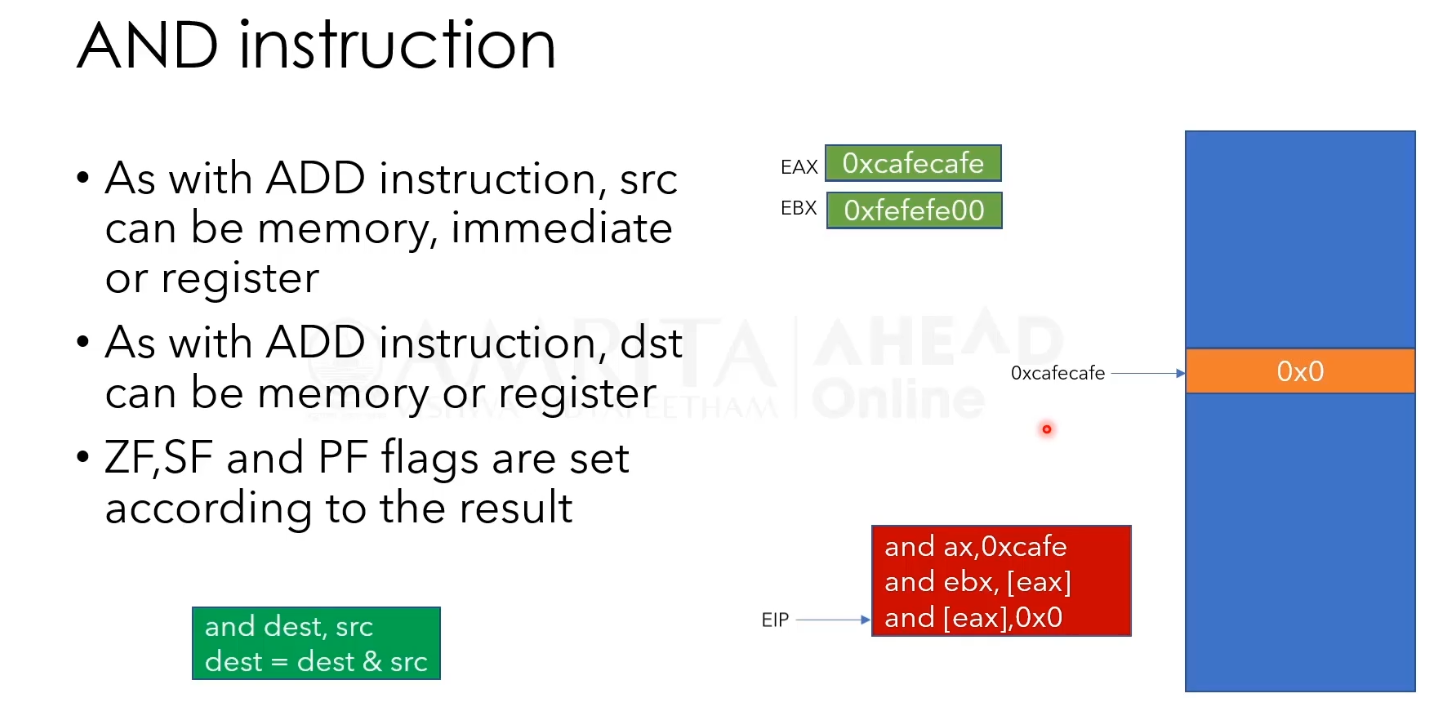 AND instruction
• As with ADD instruction, src
can be memory, immediate
or register
• As with ADD instruction, dst
can be memory or register
• ZF,SF and PF flags are set
according to the result
and dest, src
dest = dest & src
EAX 0xcafecafe
EBX 0xfefefe00
0xcafecafe 0x0
and ax,0xcafe
and ebx, [eax]
EIP and [eax],0x0
AMRITA AHEAD
VISHWA VIDYAPEETHAM Online